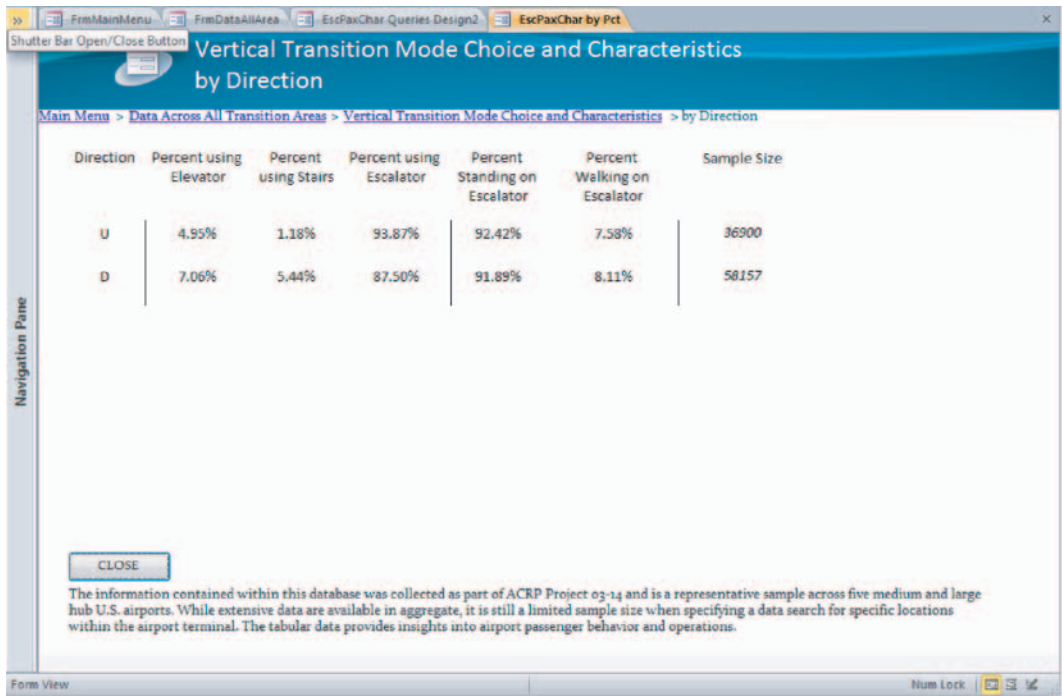 FrmMainMenu FrmDataAllArea EscPaxChar Queries Design2 EscPaxChar by Pct
Shutter Bar Open/Close Button
Vertical Transition Mode Choice and Characteristics
by Direction
Main Menu > Data Across All Transition Areas > Vertical Transition Mode Choice and Characteristics > by Direction
Direction Percent using Percent Percent using Percent Percent Sample Size
Elevator using Stairs Escalator Standing on Walking on
Escalator Escalator
U 4.95% 1.18% 93.87% 92.42% 7.58% 36900
D 7.06% 5.44% 87.50% 91.89% 8.11% 58157
Navigation Pane
CLOSE
The information contained within this database was collected as part of ACRP Project 03-14 and is a representative sample across five medium and large
hub U.S. airports. While extensive data are available in aggregate, it is still a limited sample size when specifying a data search for specific locations
within the airport terminal. The tabular data provides insights into airport passenger behavior and operations.
Form View Num Lock